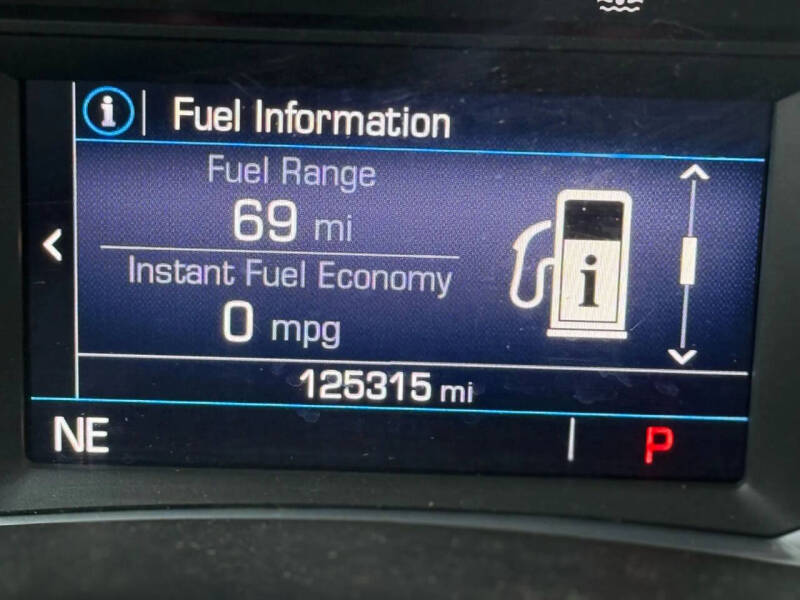 i Fuel Information
Fuel Range
69 mi
Instant Fuel Economy
0 mpg
i
125315 mi
NE
P